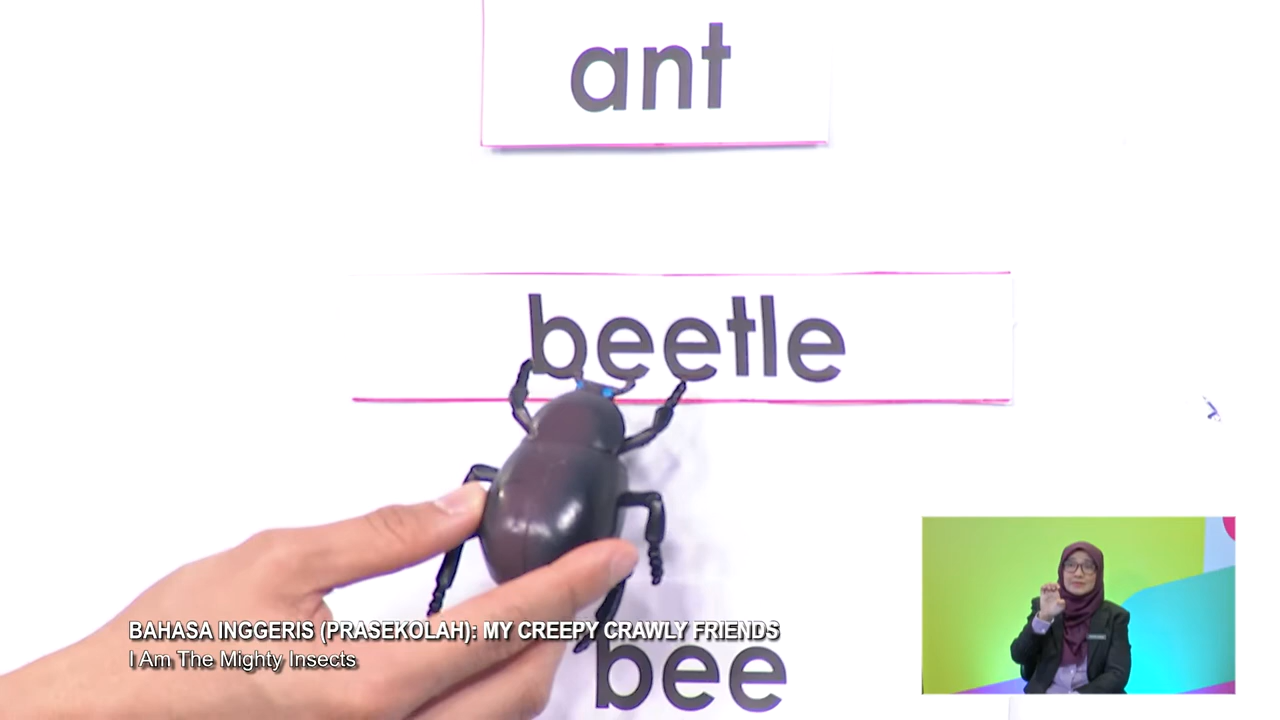 ant
beetle
bee
BAHASA INGGERIS (PRASEKOLAH): MY CREEPY CRAWLY FRIENDS
I Am The Mighty Insects